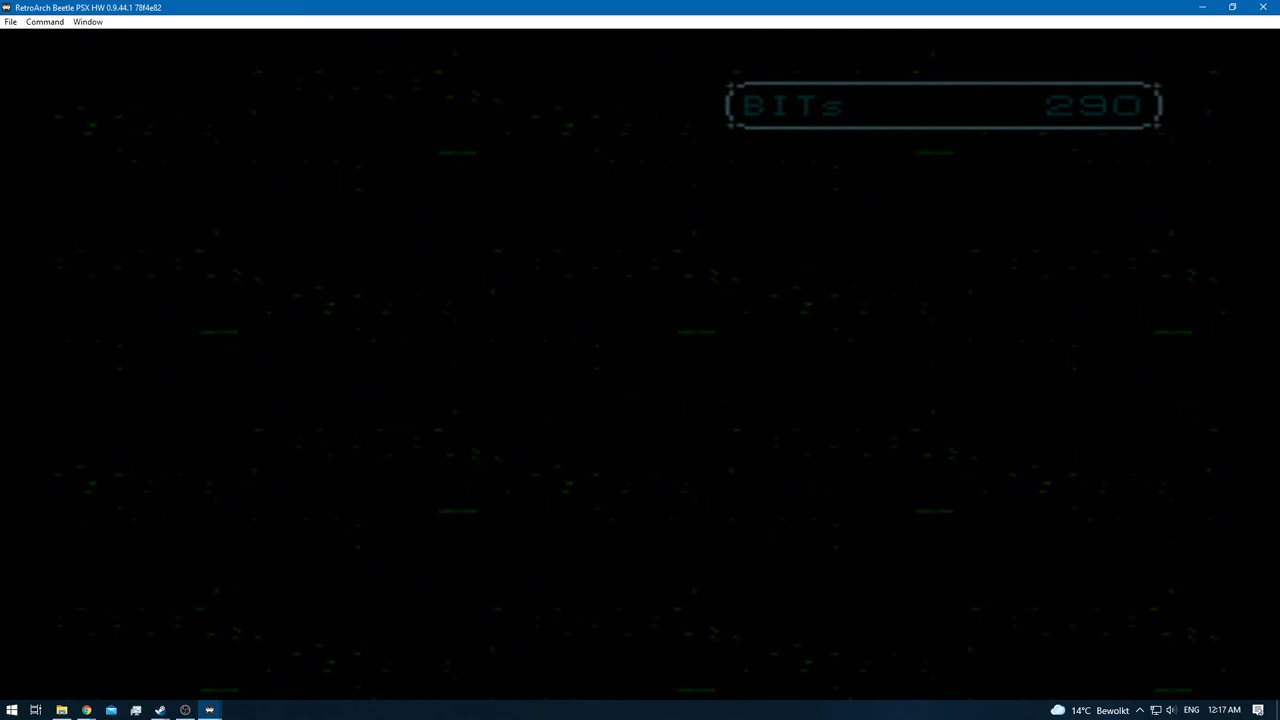 RetroArch Beetle PSX HW 0.9.44.1 78f4e82
File Command Window
BITs 290
14°C Bewolkt ENG 12:17 AM